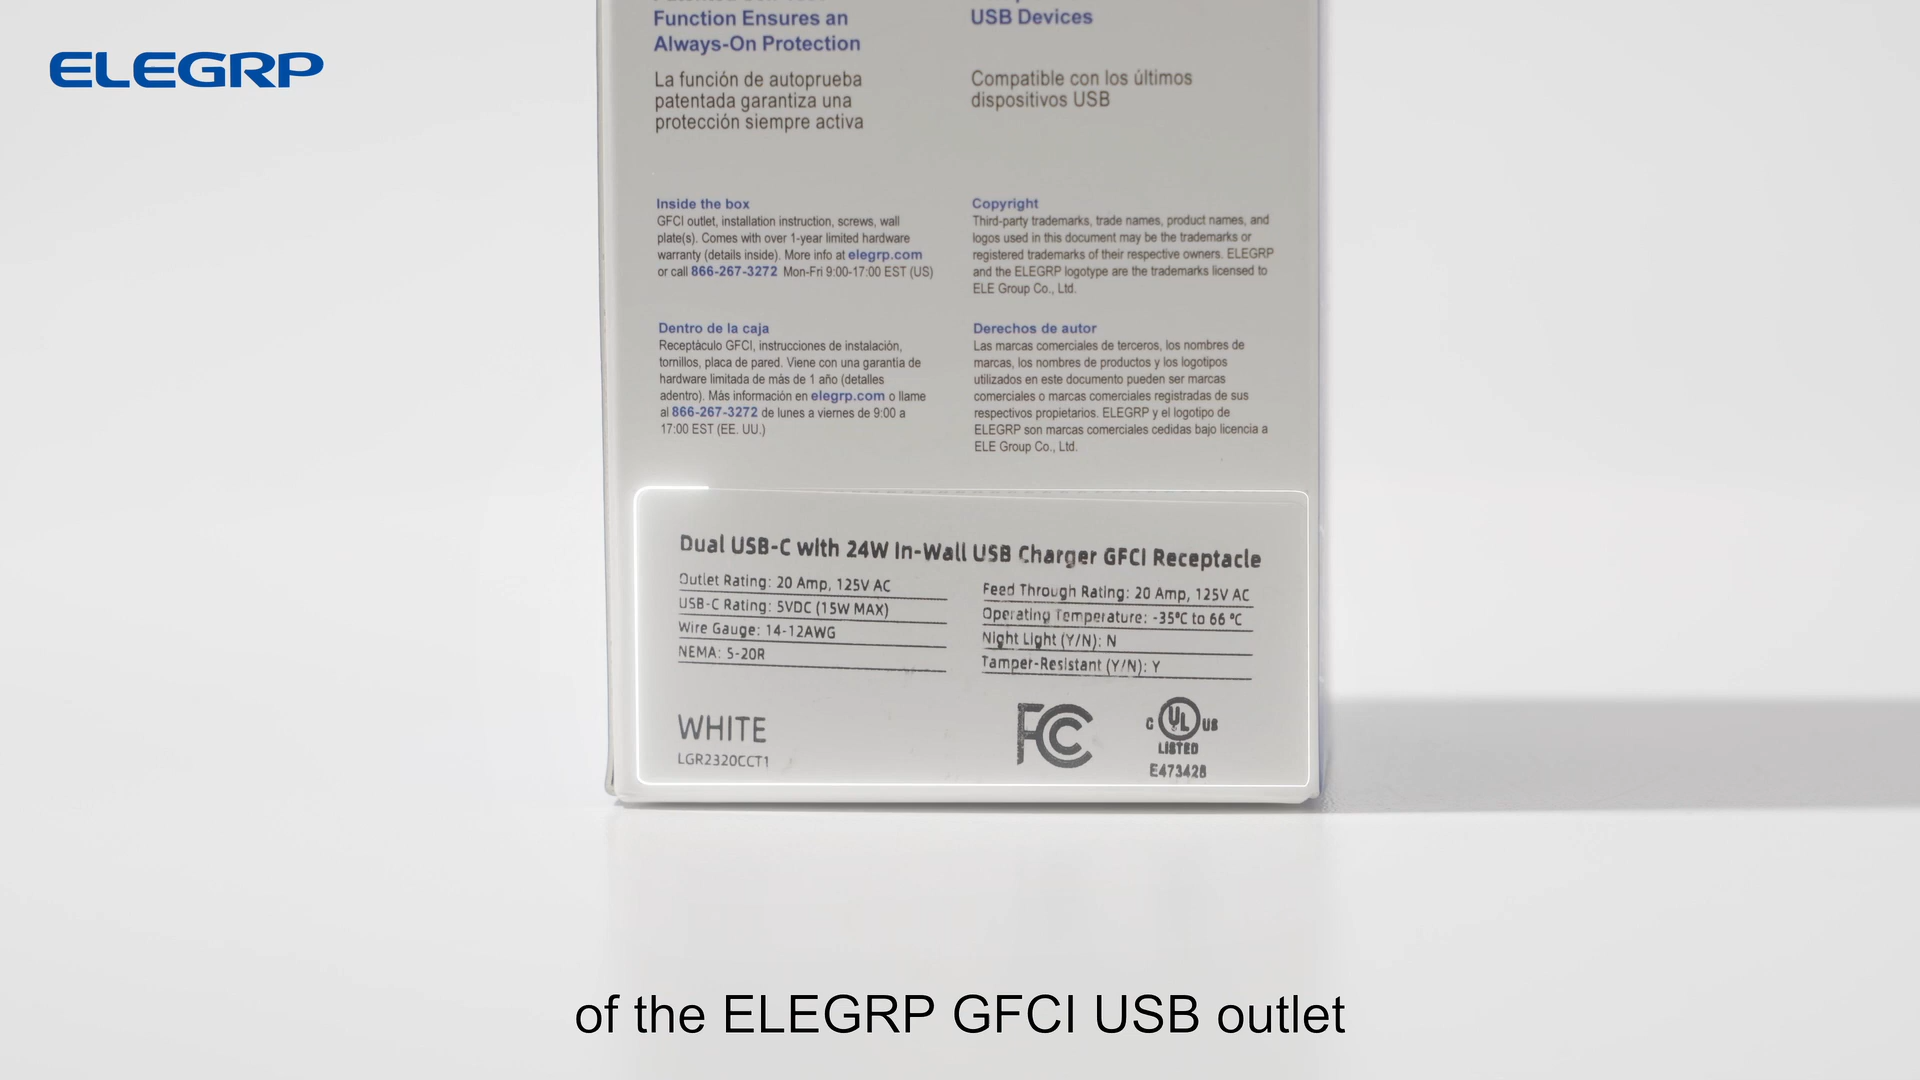 ELEGRP
Function Ensures an
Always-On Protection
La función de autoprueba
patentada garantiza una
protección siempre activa
USB Devices
Compatible con los últimos
dispositivos USB
Inside the box
GFCI outlet, installation instruction, screws, wall
plate(s). Comes with over 1-year limited hardware
warranty (details inside). More info at elegrp.com
or call 866-267-3272 Mon-Fri 9:00-17:00 EST (US)
Copyright
Third-party trademarks, trade names, product names, and
logos used in this document may be the trademarks or
registered trademarks of their respective owners. ELEGRP
and the ELEGRP logotype are the trademarks licensed to
ELE Group Co., Ltd.
Dentro de la caja
Receptáculo GFCI, instrucciones de instalación,
tornillos, placa de pared. Viene con una garantía de
hardware limitada de más de 1 año (detalles
adentro). Más información en elegrp.com o llame
al 866-267-3272 de lunes a viernes de 9:00 a
17:00 EST (EE. UU.)
Derechos de autor
Las marcas comerciales de terceros, los nombres de
marcas, los nombres de productos y los logotipos
utilizados en este documento pueden ser marcas
comerciales o marcas comerciales registradas de sus
respectivos propietarios. ELEGRP y el logotipo de
ELEGRP son marcas comerciales cedidas bajo licencia a
ELE Group Co., Ltd.
Dual USB-C with 24W In-Wall USB Charger GFCI Receptacle
Outlet Rating: 20 Amp, 125V AC
USB-C Rating: 5VDC (15W MAX)
Wire Gauge: 14-12AWG
NEMA: 5-20R
Feed Through Rating: 20 Amp, 125V AC
Operating Temperature: -35°C to 66 °C
Night Light (Y/N): N
Tamper-Resistant (Y/N): Y
WHITE
LGR2320CCT1
FC
C UL US
LISTED
E473428
of the ELEGRP GFCI USB outlet